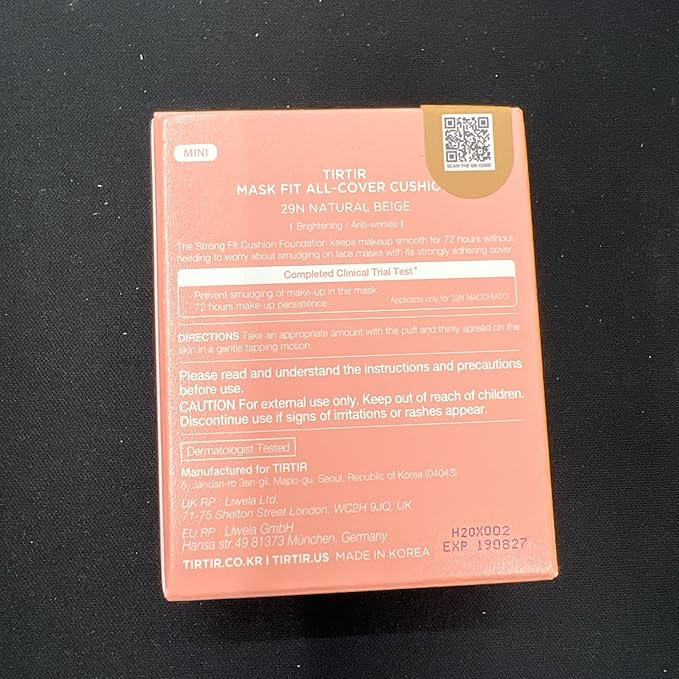 MINI
SCAN THE QR CODE
TIRTIR
MASK FIT ALL-COVER CUSHIO
29N NATURAL BEIGE
| Brightening / Anti-wrinkle |
The Strong Fit Cushion Foundation keeps makeup smooth for 72 hours without
needing to worry about smudging on face masks with its strongly adhering cover.
Completed Clinical Trial Test*
Prevent smudging of make-up in the mask
72 hours make-up persistence
* Applicable only for 33N MACCHIATO.
DIRECTIONS Take an appropriate amount with the puff and thinly spread on the
skin in a gentle tapping motion.
Please read and understand the instructions and precautions
before use.
CAUTION For external use only. Keep out of reach of children.
Discontinue use if signs of irritations or rashes appear.
Dermatologist Tested
Manufactured for TIRTIR
6, Jandari-ro 3an-gil, Mapo-gu, Seoul, Republic of Korea (04043)
UK RP : Liwela Ltd.
71-75 Shelton Street London, WC2H 9JQ, UK
EU RP : Liwela GmbH
Hansa str.49 81373 München, Germany
TIRTIR.CO.KR | TIRTIR.US MADE IN KOREA
H20X002
EXP 190827